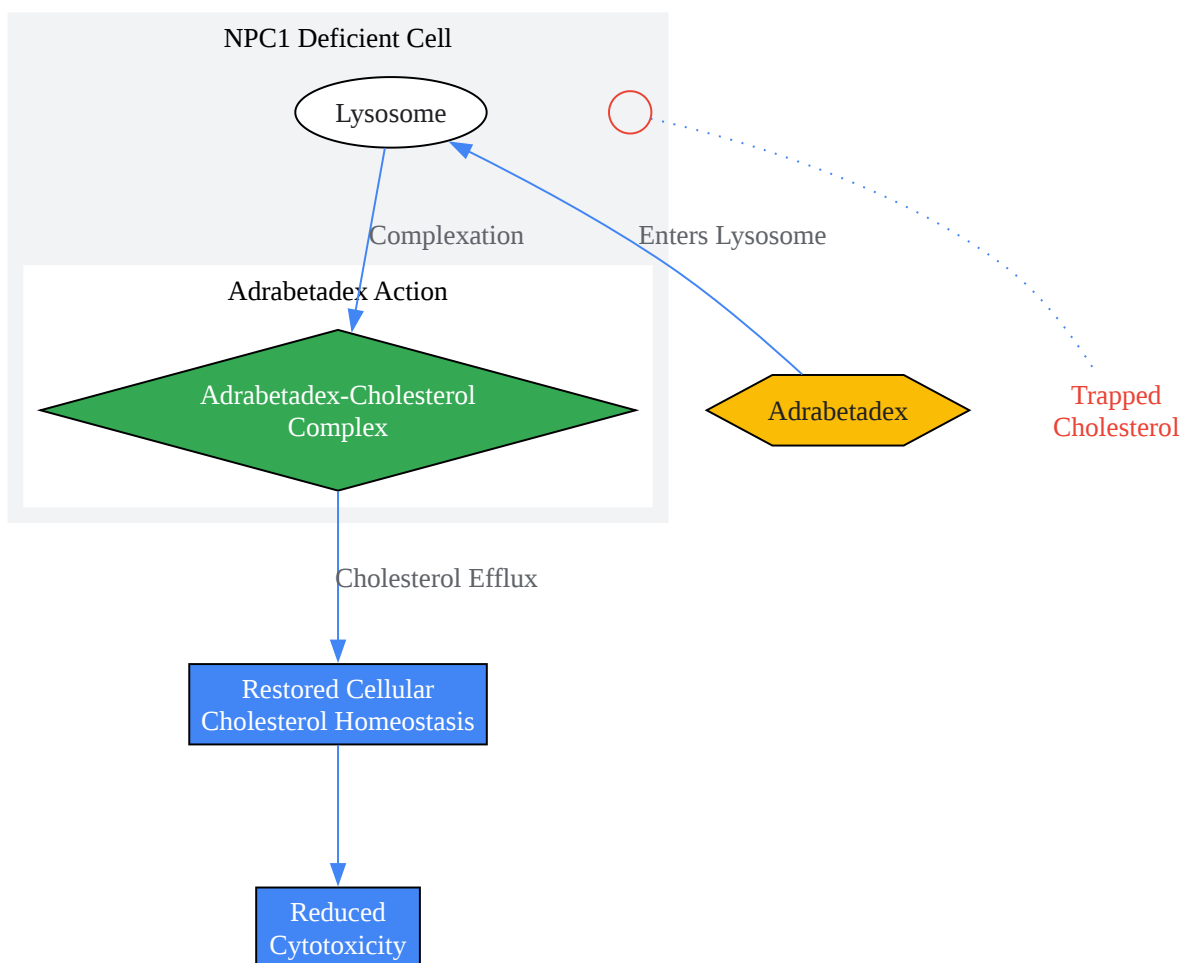 NPC1 Deficient Cell
Lysosome
Complexation
Enters Lysosome
Adrabetadex Action
Adrabetadex-Cholesterol
Complex
Adrabetadex
Trapped
Cholesterol
Cholesterol Efflux
Restored Cellular
Cholesterol Homeostasis
Reduced
Cytotoxicity